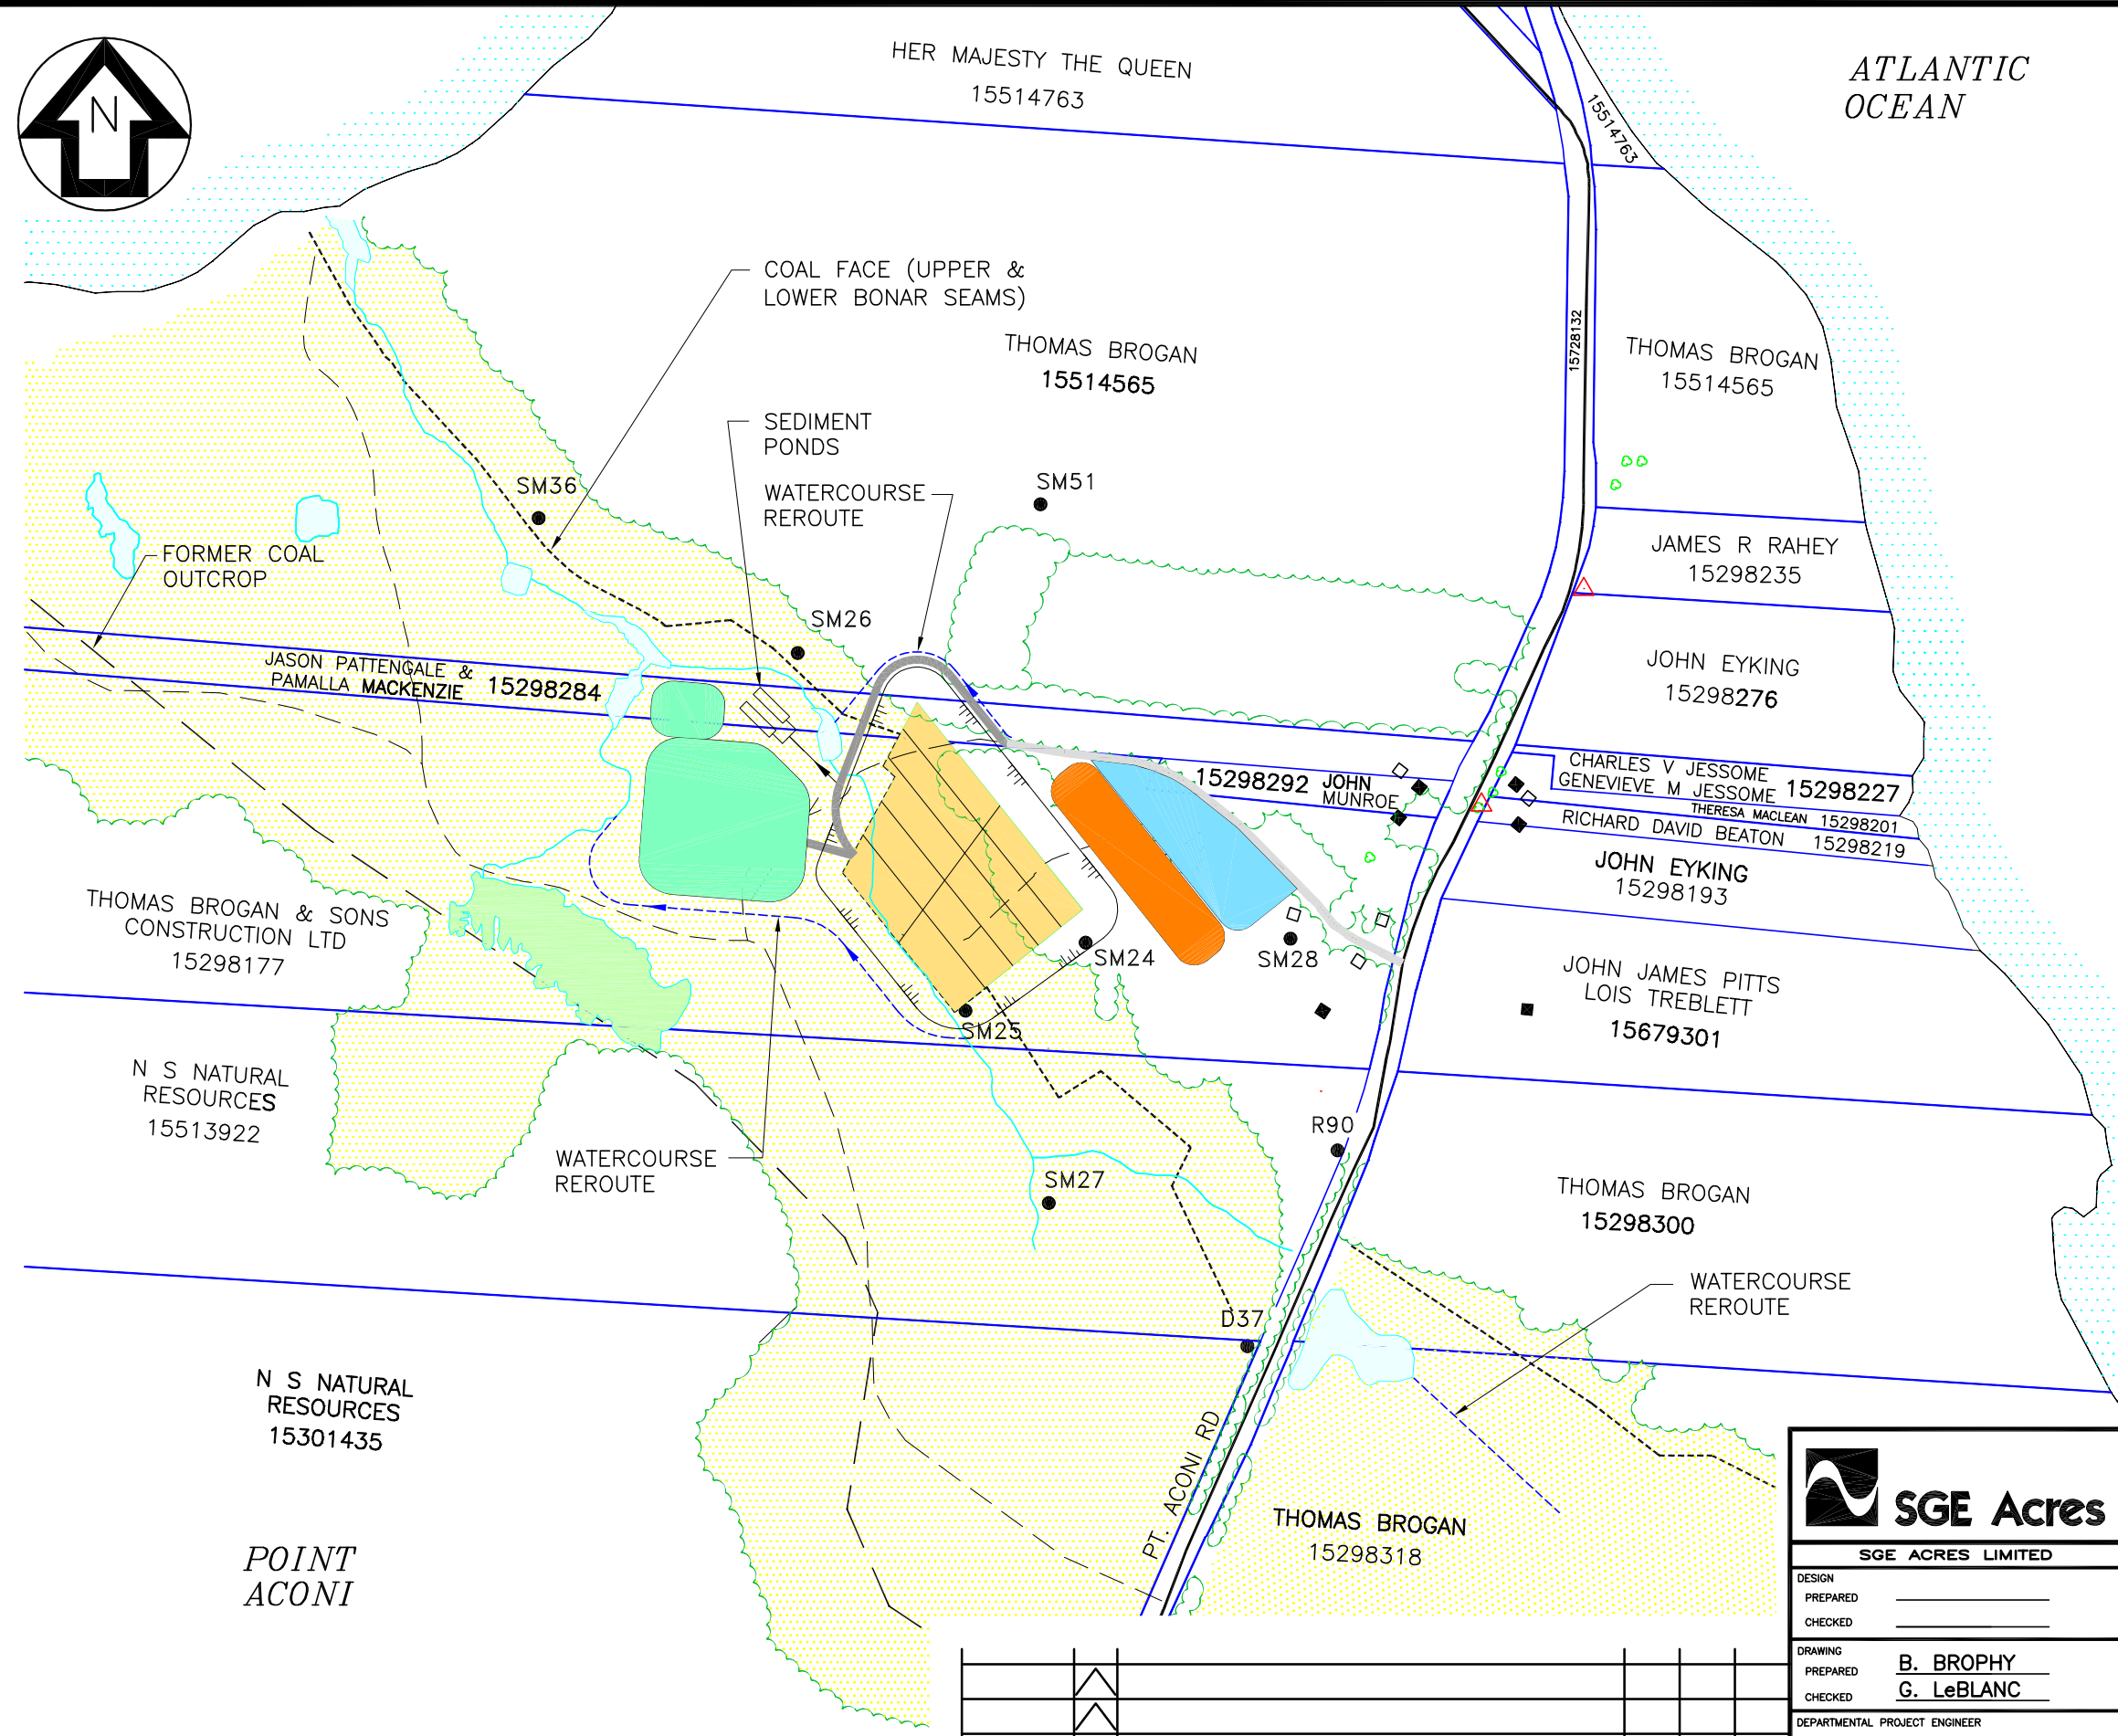 N
HER MAJESTY THE QUEEN
15514763
ATLANTIC
OCEAN
15514763
COAL FACE (UPPER &
LOWER BONAR SEAMS)
THOMAS BROGAN
15514565
15728132
THOMAS BROGAN
15514565
SEDIMENT
PONDS
WATERCOURSE
REROUTE
SM36
SM51
FORMER COAL
OUTCROP
JAMES R RAHEY
15298235
SM26
JASON PATTENGALE &
PAMALLA MACKENZIE 15298284
JOHN EYKING
15298276
15298292 JOHN
MUNROE
CHARLES V JESSOME
GENEVIEVE M JESSOME 15298227
THERESA MACLEAN 15298201
RICHARD DAVID BEATON 15298219
JOHN EYKING
15298193
THOMAS BROGAN & SONS
CONSTRUCTION LTD
15298177
SM24
SM28
SM25
JOHN JAMES PITTS
LOIS TREBLETT
15679301
N S NATURAL
RESOURCES
15513922
R90
WATERCOURSE
REROUTE
SM27
THOMAS BROGAN
15298300
WATERCOURSE
REROUTE
D37
N S NATURAL
RESOURCES
15301435
PT. ACONI RD
THOMAS BROGAN
15298318
POINT
ACONI
SGE Acres
SGE ACRES LIMITED
DESIGN
PREPARED
CHECKED
DRAWING
PREPARED B. BROPHY
CHECKED G. LeBLANC
DEPARTMENTAL PROJECT ENGINEER